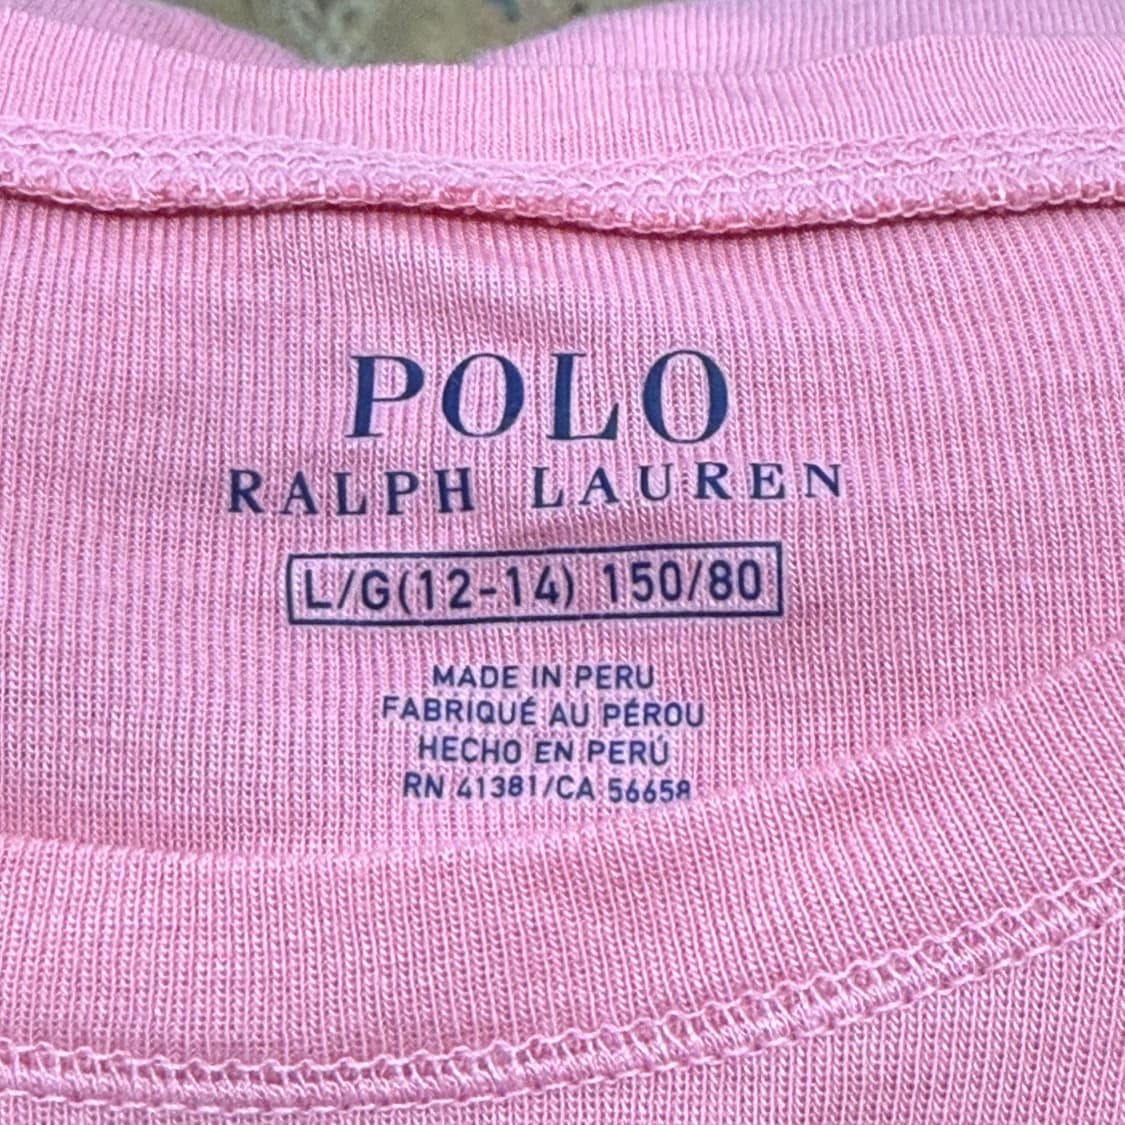 POLO
RALPH LAUREN
L/G(12-14) 150/80
MADE IN PERU
FABRIQUÉ AU PÉROU
HECHO EN PERÚ
RN 41381/CA 56658